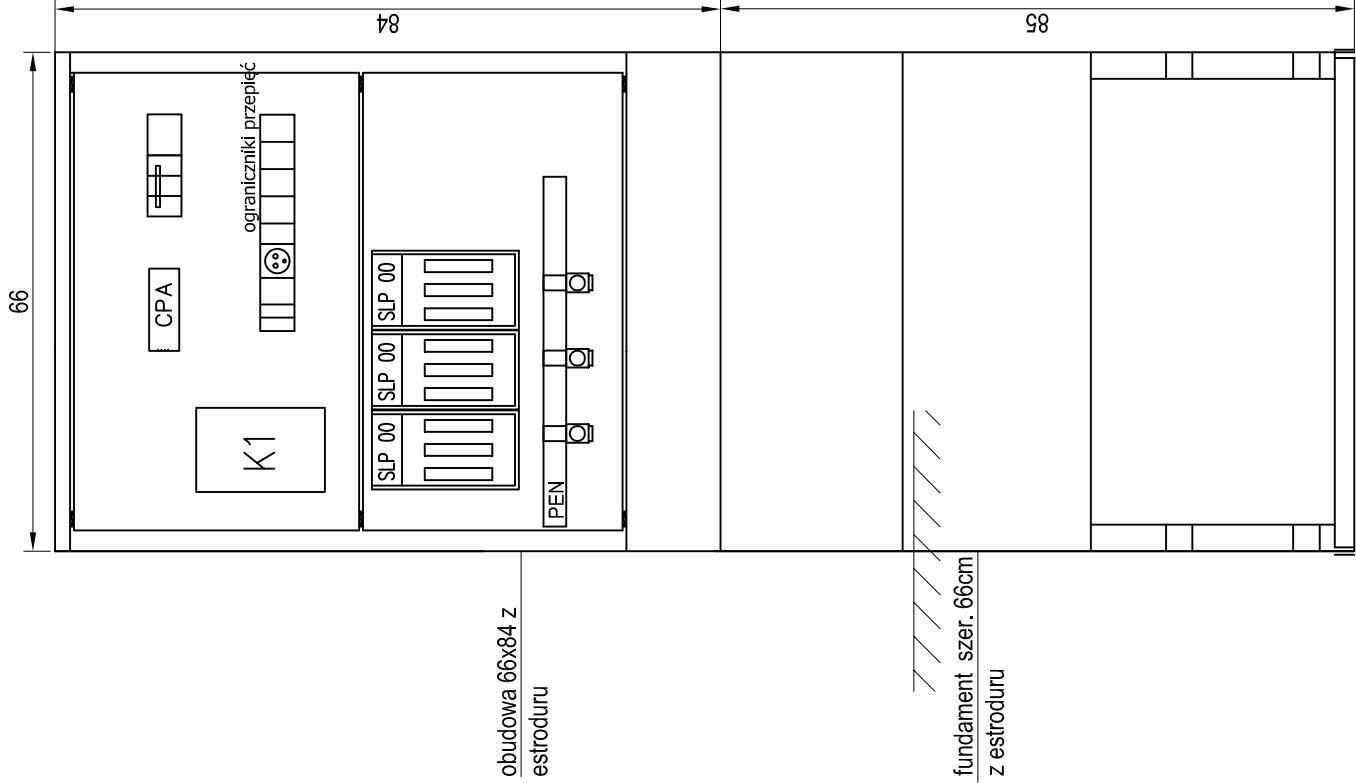 84
85
66
ograniczniki przepięć
CPA
K1
SLP 00
SLP 00
SLP 00
PEN
obudowa 66x84 z
estroduru
fundament szer. 66cm
z estroduru